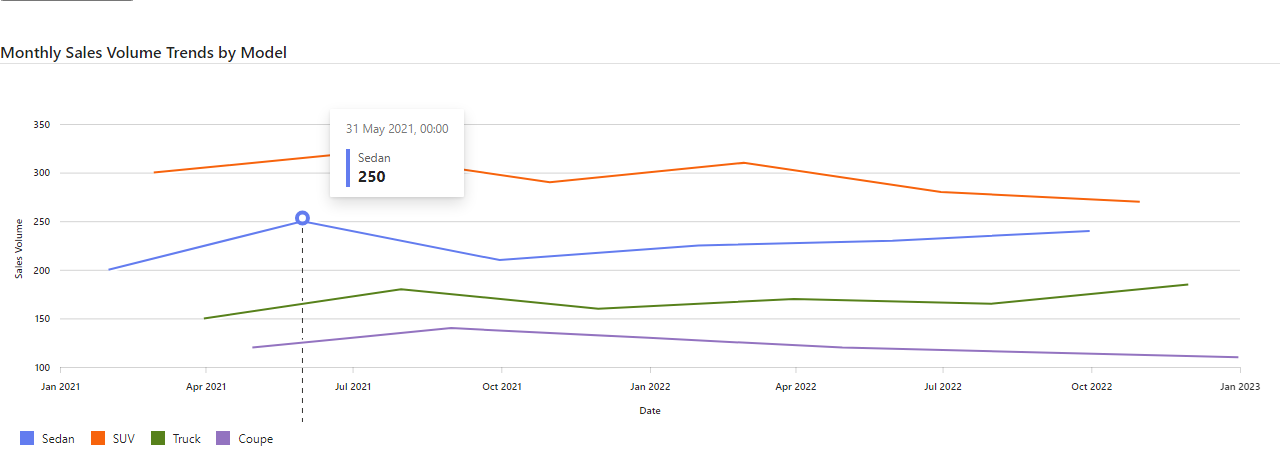 Monthly Sales Volume Trends by Model
31 May 2021, 00:00
Sedan
250
350
300
250
200
150
100
Sales Volume
Jan 2021 Apr 2021 Jul 2021 Oct 2021 Jan 2022 Apr 2022 Jul 2022 Oct 2022 Jan 2023
Date
Sedan SUV Truck Coupe